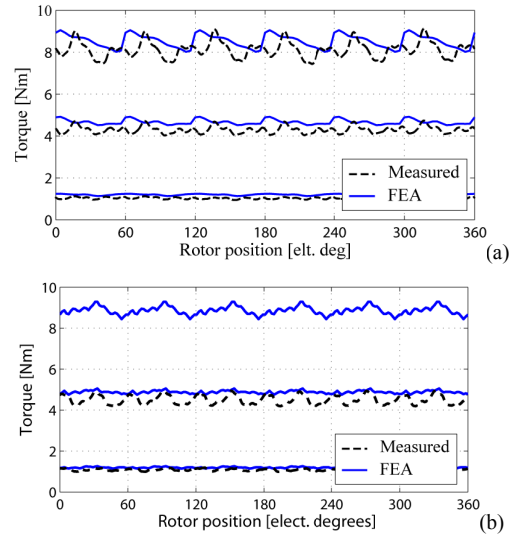 (a)
10
8
6
4
2
0
Torque [Nm]
Measured
FEA
0 60 120 180 240 300 360
Rotor position [elt. deg]
10
8
6
4
2
0
Torque [Nm]
Measured
FEA
0 60 120 180 240 300 360
Rotor position [elect. degrees]
(b)